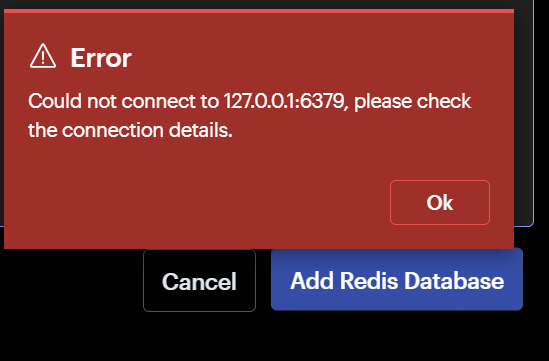 Error
Could not connect to 127.0.0.1:6379, please check
the connection details.
Ok
Cancel
Add Redis Database